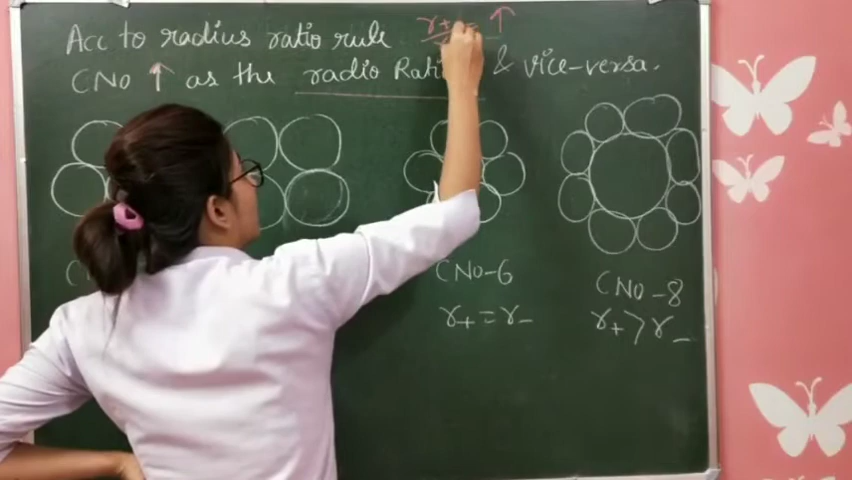 Acc to radius ratio rule r+ = ↑
CNo ↑ as the radio Rati & vice-versa.
CNo-6
r+ = r-
CNo-8
r+ > r-